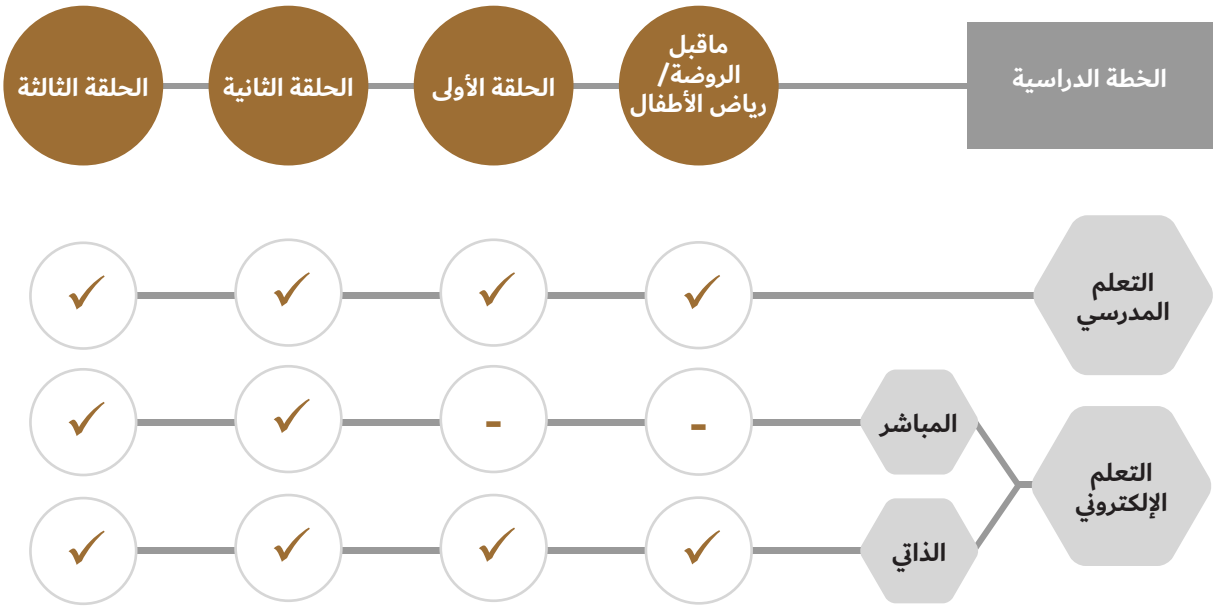 الخطة الدراسية
ماقبل
الروضة/
رياض الأطفال
الحلقة الأولى
الحلقة الثانية
الحلقة الثالثة
التعلم
المدرسي
✓ ✓ ✓ ✓
التعلم
الإلكتروني
المباشر
- - ✓ ✓
الذاتي
✓ ✓ ✓ ✓